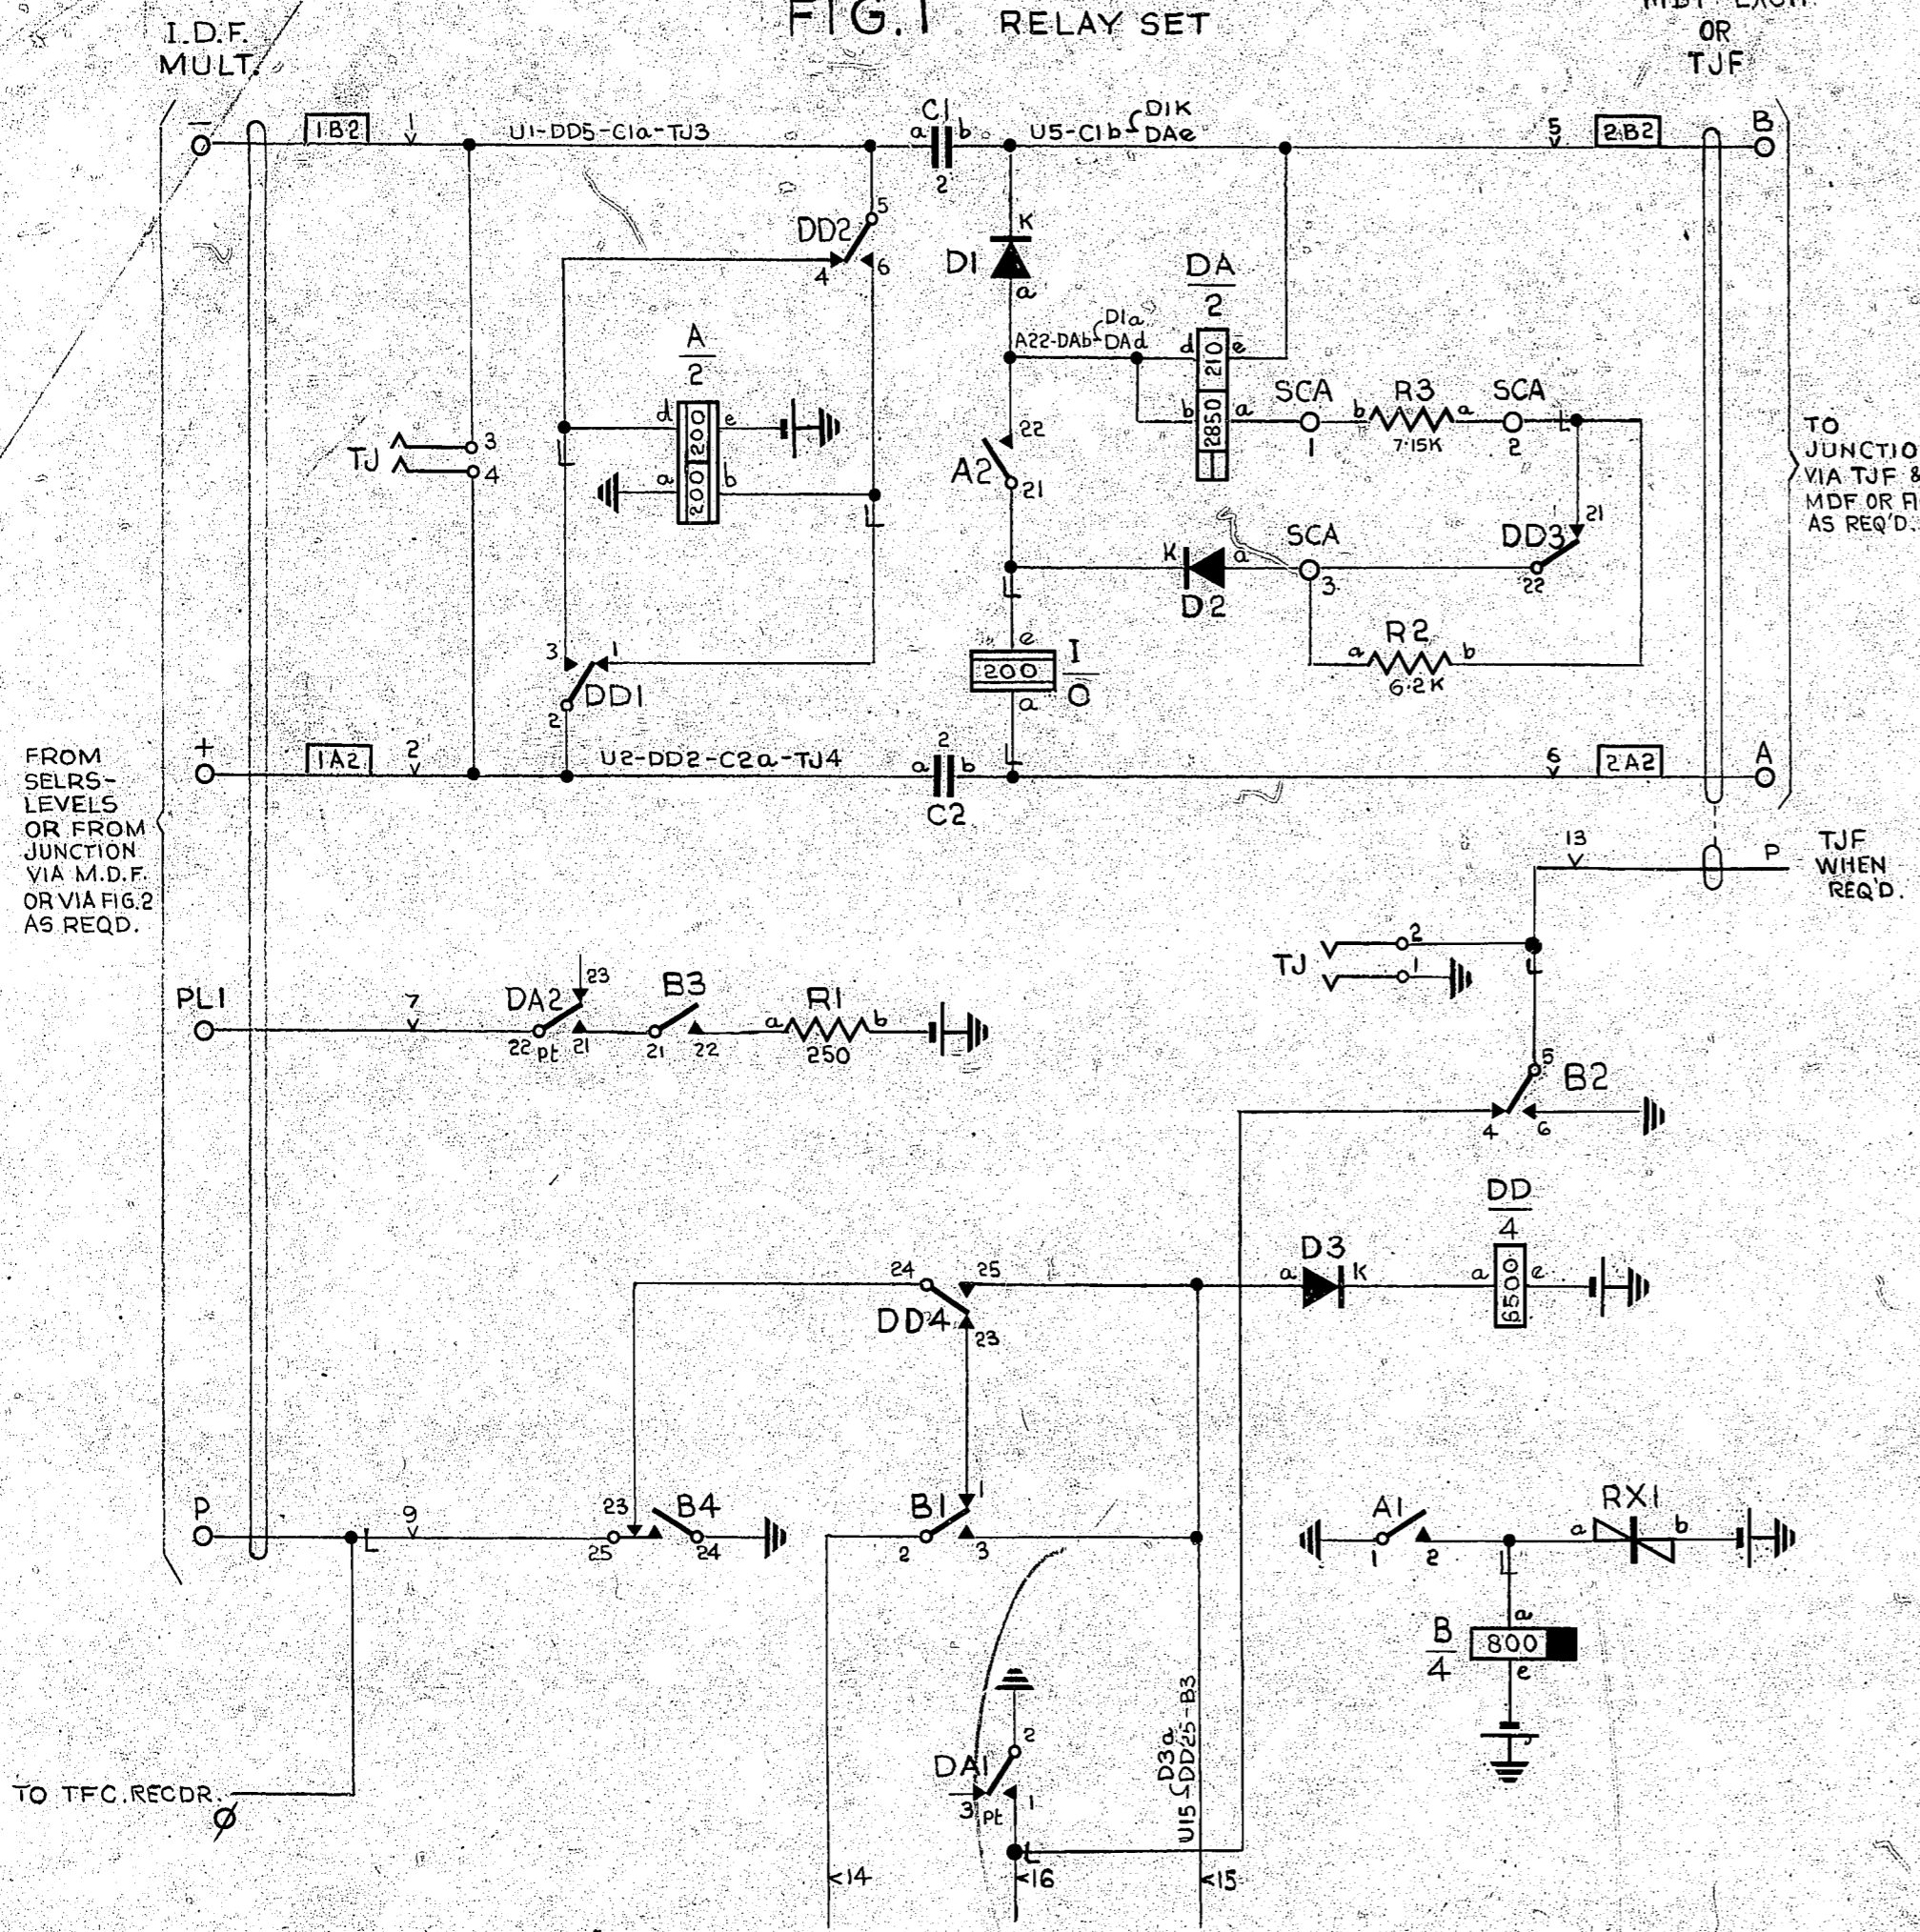 FIG.1 RELAY SET
I.D.F.
MULT.
OR
TJF
1B2
1
U1-DD5-C1a-TJ3
C1
a
b
2
U5-C1b
D1K
DAe
5
2B2
B
DD2
5
4
6
D1
K
a
A22-DAb
D1a
DAd
DA
2
d
210
e
b
2850
a
A
2
d
200
e
a
200
b
TJ
3
4
SCA
1
b
R3
a
7.15K
SCA
2
L
L
L
22
A2
21
TO
VIA TJF &
AS REQ'D.
DD3
21
22
SCA
3
K
a
D2
L
R2
a
b
6.2K
e
200
I
O
a
L
3
1
DD1
2
+
1A2
2
U2-DD2-C2a-TJ4
2
a
b
C2
6
2A2
A
FROM
SELRS-
LEVELS
OR FROM
JUNCTION
VIA M.D.F.
OR VIA FIG.2
AS REQD.
13
P
TJF
WHEN
REQ'D.
TJ
2
1
L
5
B2
4
6
PL1
7
DA2
23
22
pt
21
B3
21
22
R1
a
b
250
DD
4
D3
a
K
a
6500
e
24
25
DD4
23
P
L
9
23
B4
25
24
B1
1
2
3
A1
1
2
RX1
a
b
L
a
B
4
800
e
2
DA1
3
pt
1
L
D3a
U15
DD25-B3
TO TFC.RECDR.
<14
<16
<15